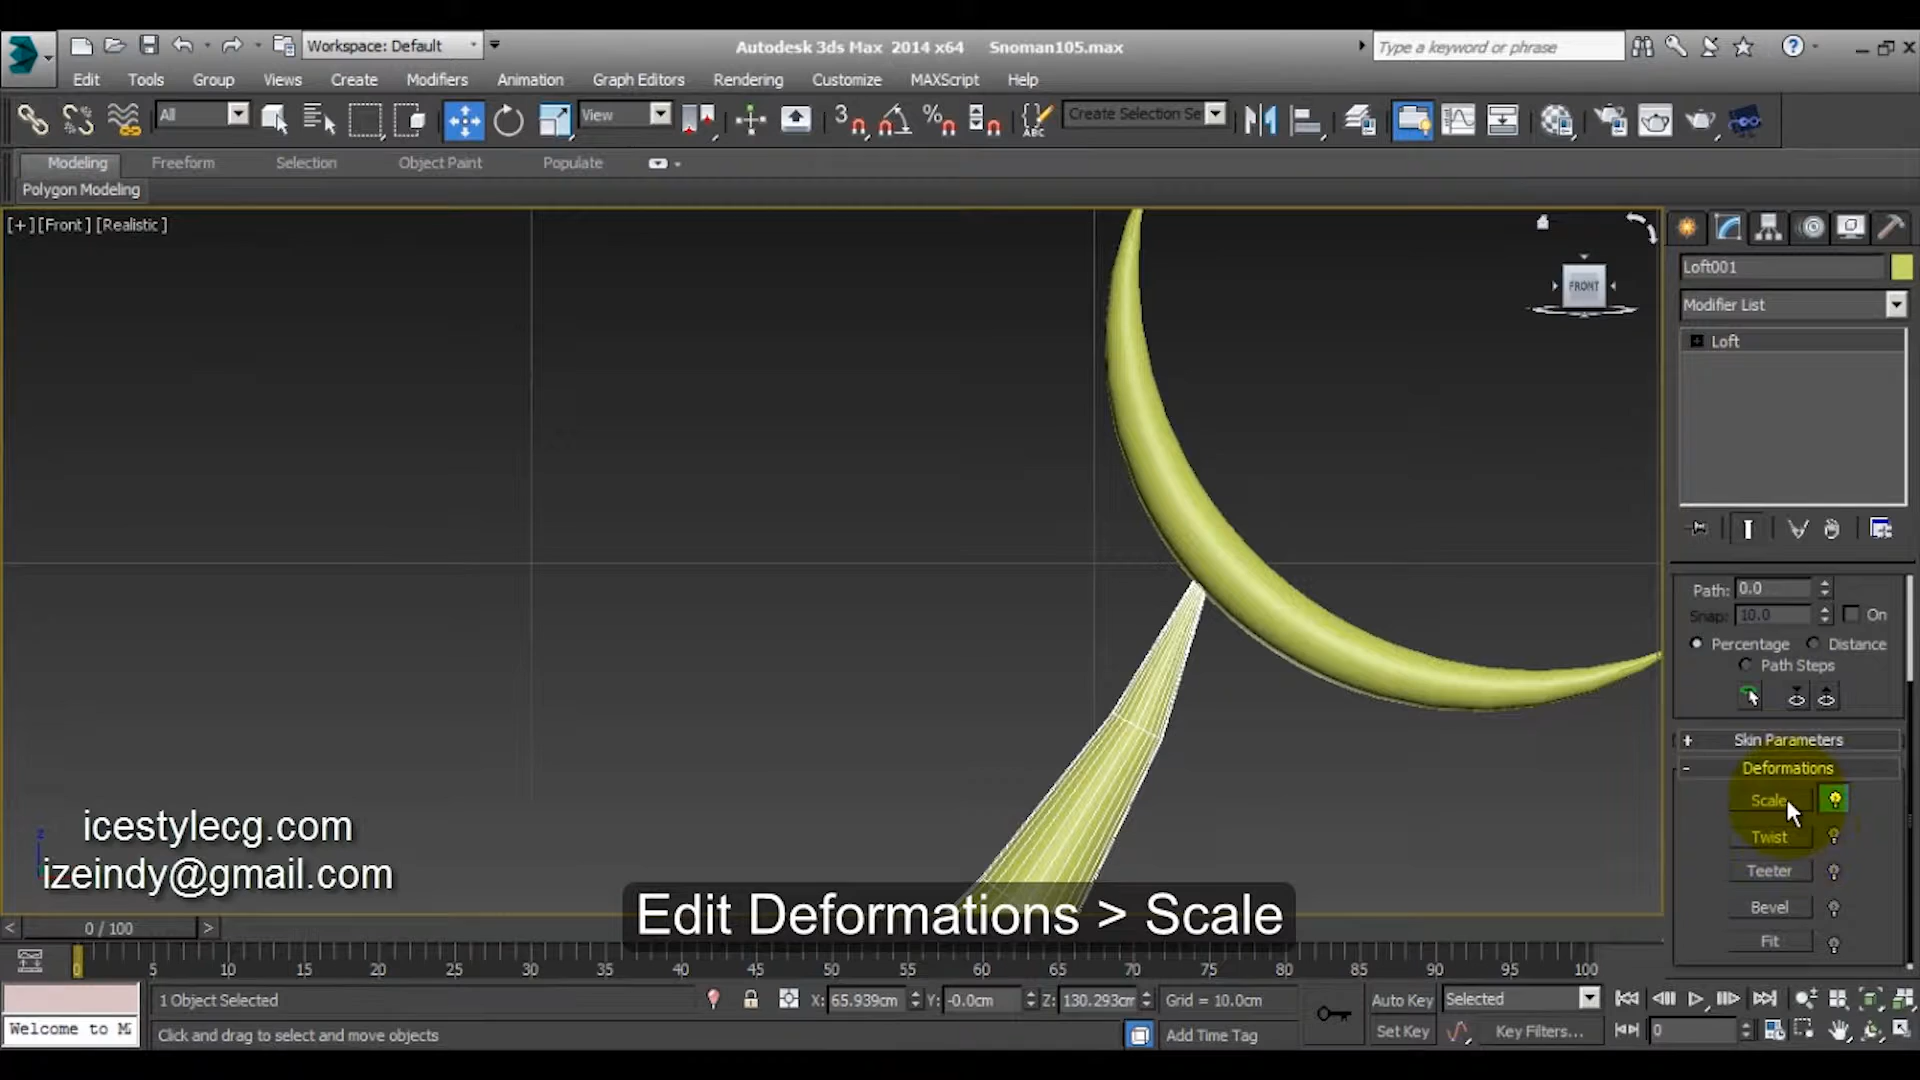 Workspace: Default
Autodesk 3ds Max 2014 x64 Snoman105.max
Type a keyword or phrase
Edit Tools Group Views Create Modifiers Animation Graph Editors Rendering Customize MAXScript Help
All
View
3
%
ABC
Create Selection Se
Modeling Freeform Selection Object Paint Populate
Polygon Modeling
[+] [Front ] [Realistic ]
FRONT
Loft001
Modifier List
Loft
Path: 0.0
Snap: 10.0 On
Percentage Distance
Path Steps
+ Skin Parameters
- Deformations
Scale
Twist
Teeter
Bevel
Fit
z
icestylecg.com
izeindy@gmail.com
Edit Deformations > Scale
< 0 / 100 >
0 5 10 15 20 25 30 35 40 45 50 55 60 65 70 75 80 85 90 95 100
1 Object Selected
X: 65.939cm Y: -0.0cm Z: 130.293cm Grid = 10.0cm
Auto Key Selected
Welcome to M
Click and drag to select and move objects
Add Time Tag
Set Key Key Filters...
0